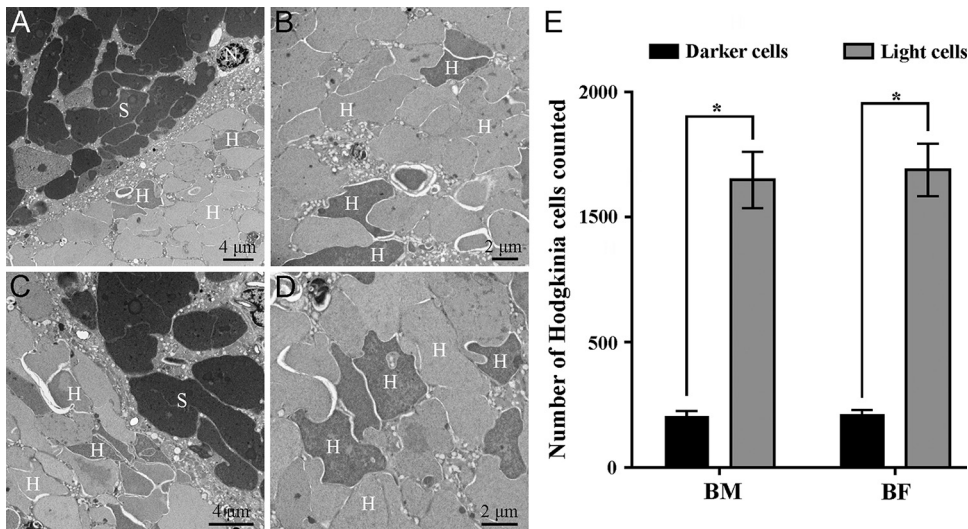 A
N
S
H
H
H
4 µm
B
H
H
H
H
H
2 µm
C
H
S
H
H
4 µm
D
H
H
H
H
H
2 µm
E
Darker cells
Light cells
Number of Hodgkinia cells counted
2000
1500
500
0
*
*
BM
BF